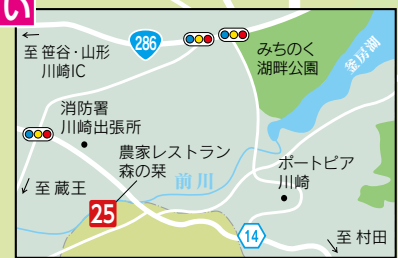 い
至 笹谷・山形
川崎IC
286
みちのく
湖畔公園
釜房湖
消防署
川崎出張所
農家レストラン
森の栞
前川
ポートピア
川崎
至 蔵王
25
14
至 村田